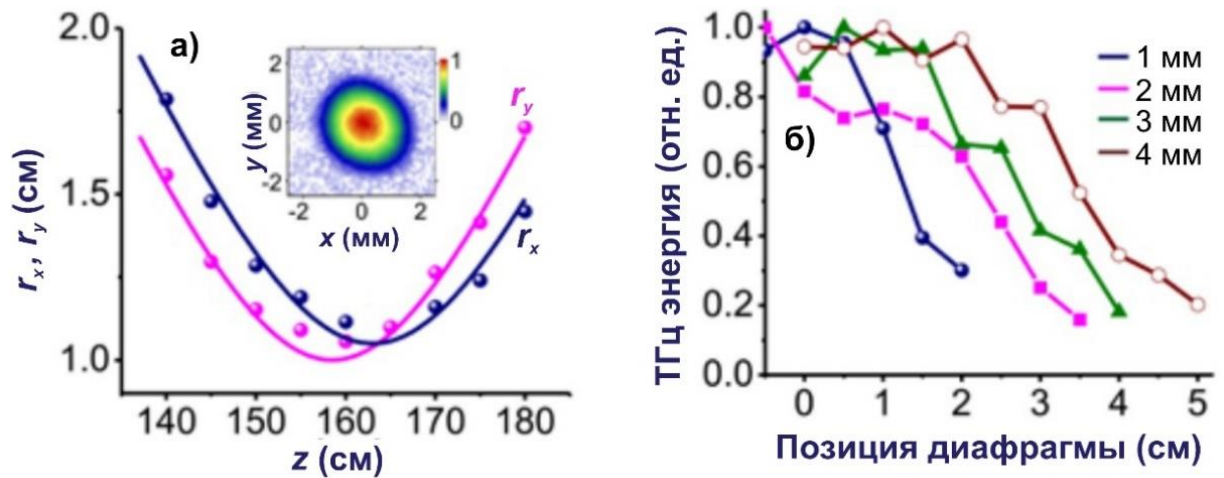 а)
2.0
1.5
1.0
r_x, r_y (см)
140 150 160 170 180
z (см)
2
0
-2
y (мм)
-2 0 2
x (мм)
1
0
r_y
r_x
б)
1.0
0.8
0.6
0.4
0.2
0.0
ТГц энергия (отн. ед.)
0 1 2 3 4 5
Позиция диафрагмы (см)
1 мм
2 мм
3 мм
4 мм